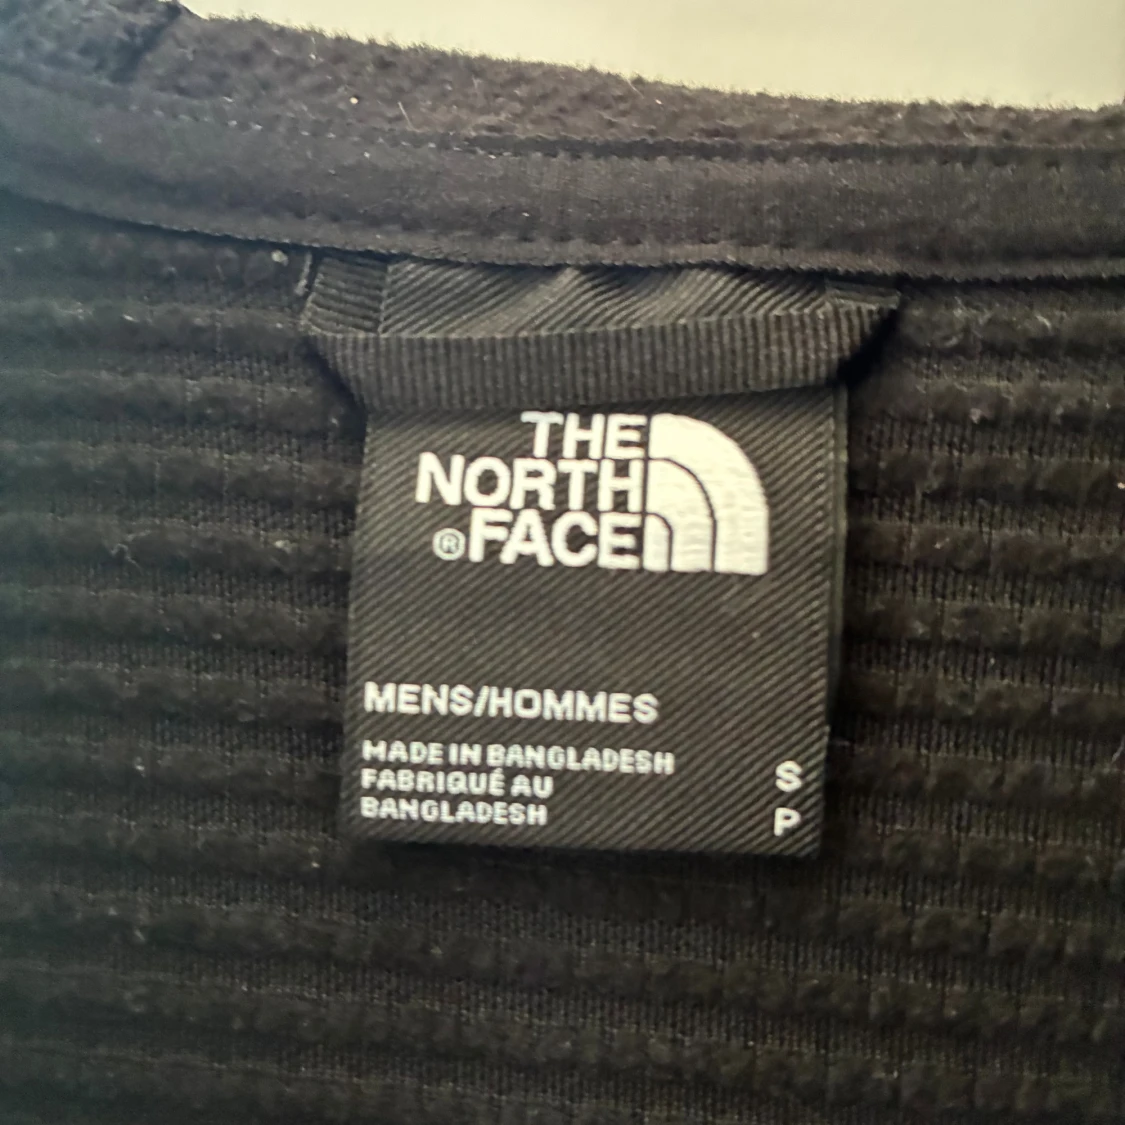 THE
NORTH
®FACE
MENS/HOMMES
MADE IN BANGLADESH
FABRIQUÉ AU
BANGLADESH
S
P